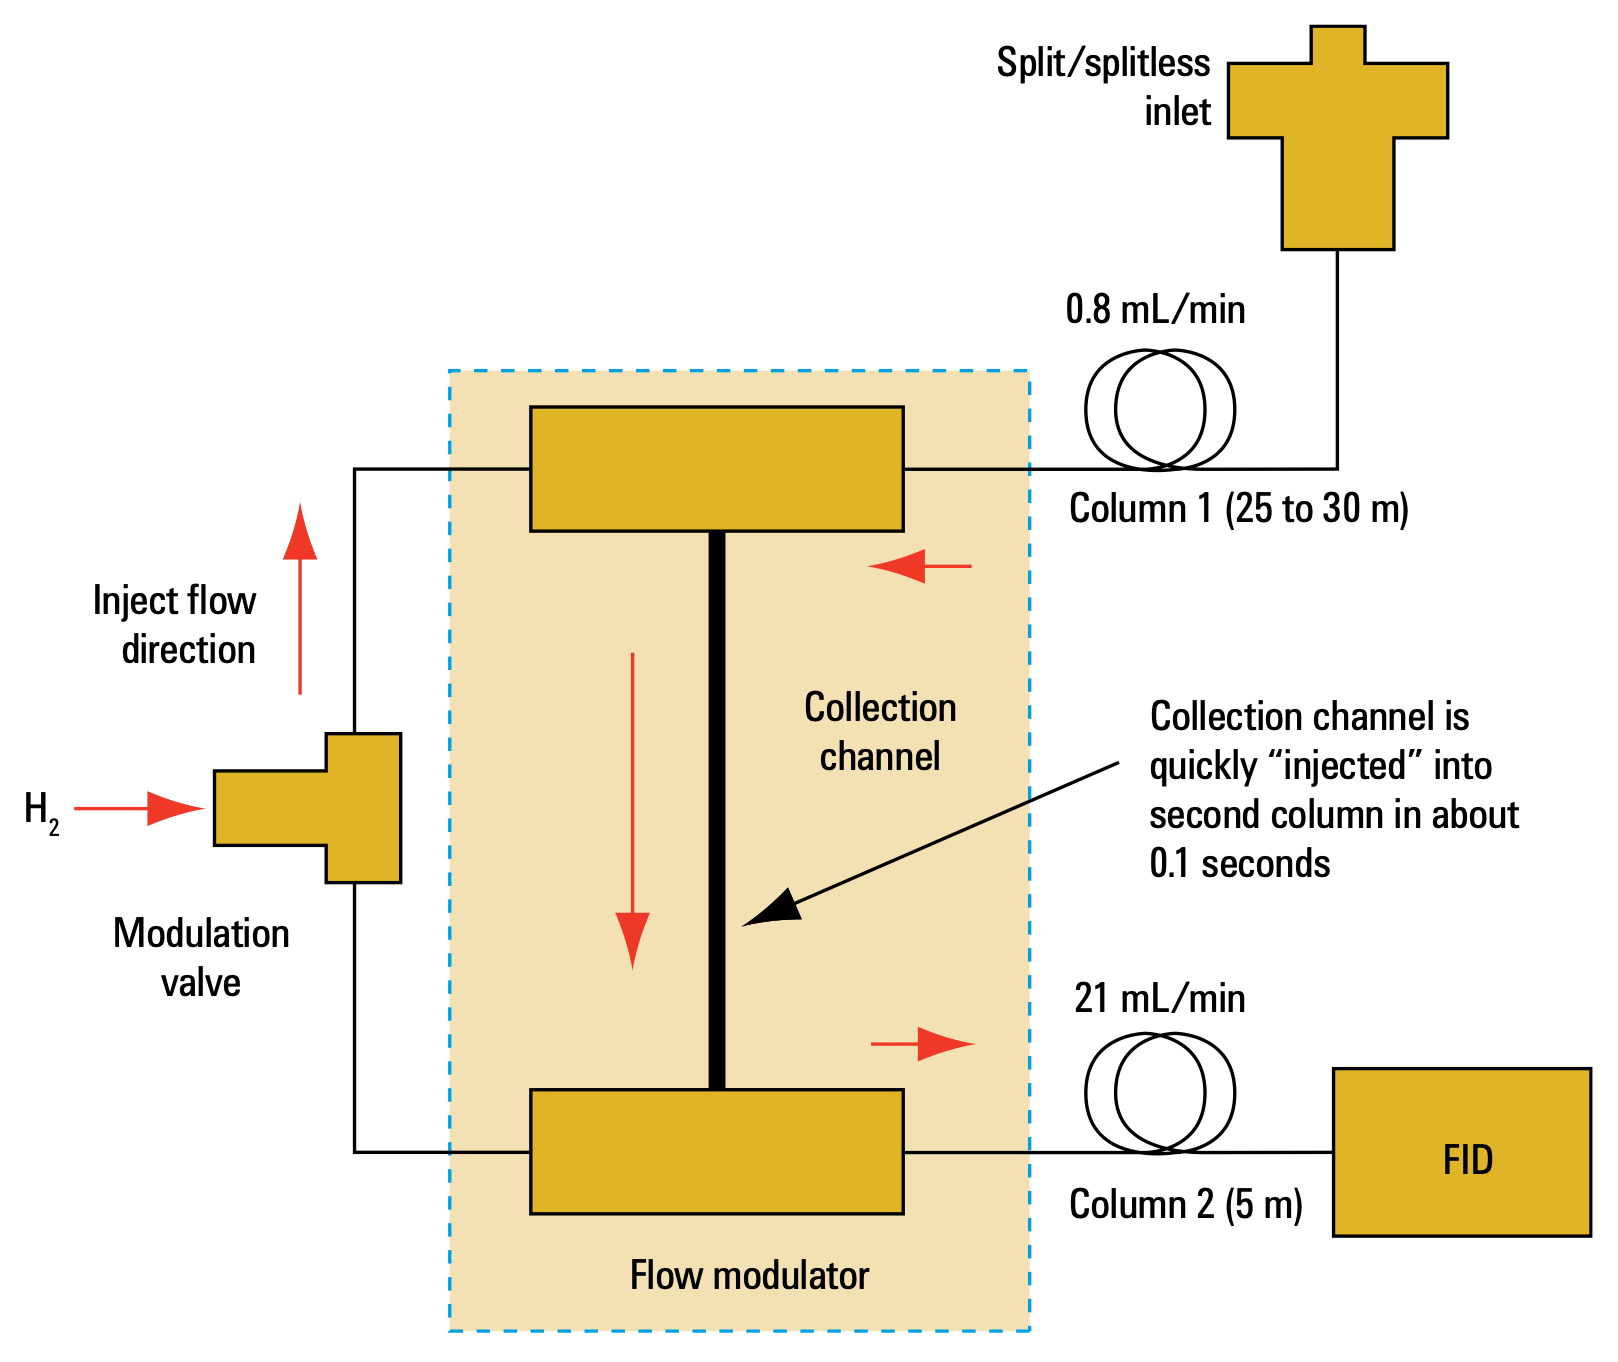 Split/splitless
inlet
0.8 mL/min
Column 1 (25 to 30 m)
Inject flow
direction
Collection
channel
Collection channel is
quickly “injected” into
second column in about
0.1 seconds
H₂
Modulation
valve
21 mL/min
FID
Column 2 (5 m)
Flow modulator